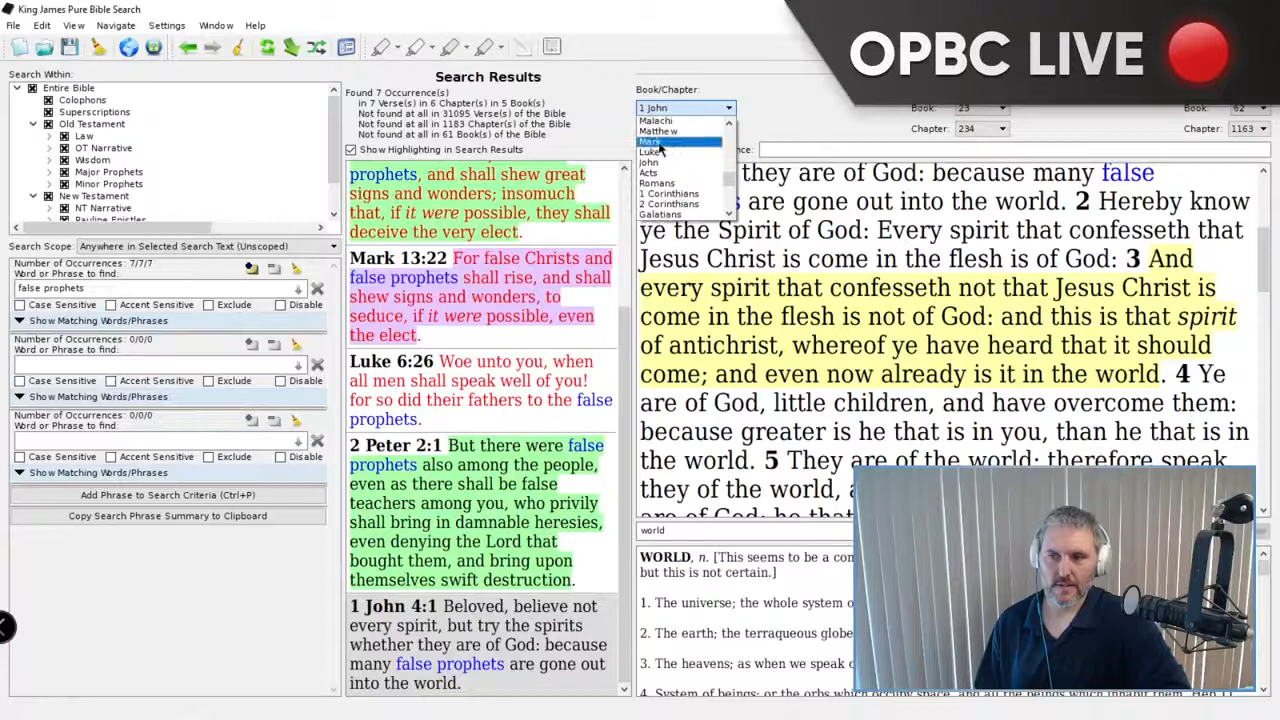 King James Pure Bible Search
File Edit View Navigate Settings Window Help
OPBC LIVE
Search Within:
Entire Bible
Colophons
Superscriptions
Old Testament
Law
OT Narrative
Wisdom
Major Prophets
Minor Prophets
New Testament
NT Narrative
Pauline Epistles
Search Scope: Anywhere in Selected Search Text (Unscoped)
Number of Occurrences: 7/7/7
Word or Phrase to find:
false prophets
Case Sensitive Accent Sensitive Exclude Disable
Show Matching Words/Phrases
Number of Occurrences: 0/0/0
Word or Phrase to find:
Case Sensitive Accent Sensitive Exclude Disable
Show Matching Words/Phrases
Number of Occurrences: 0/0/0
Word or Phrase to find:
Case Sensitive Accent Sensitive Exclude Disable
Show Matching Words/Phrases
Add Phrase to Search Criteria (Ctrl+P)
Copy Search Phrase Summary to Clipboard
Search Results
Found 7 Occurrence(s)
in 7 Verse(s) in 6 Chapter(s) in 5 Book(s)
Not found at all in 31095 Verse(s) of the Bible
Not found at all in 1183 Chapter(s) of the Bible
Not found at all in 61 Book(s) of the Bible
Show Highlighting in Search Results
prophets, and shall shew great
signs and wonders; insomuch
that, if it were possible, they shall
deceive the very elect.
Mark 13:22 For false Christs and
false prophets shall rise, and shall
shew signs and wonders, to
seduce, if it were possible, even
the elect.
Luke 6:26 Woe unto you, when
all men shall speak well of you!
for so did their fathers to the false
prophets.
2 Peter 2:1 But there were false
prophets also among the people,
even as there shall be false
teachers among you, who privily
shall bring in damnable heresies,
even denying the Lord that
bought them, and bring upon
themselves swift destruction.
1 John 4:1 Beloved, believe not
every spirit, but try the spirits
whether they are of God: because
many false prophets are gone out
into the world.
Book/Chapter:
1 John
Malachi
Matthew
Mark
Luke
John
Acts
Romans
1 Corinthians
2 Corinthians
Galatians
Book: 23
Book: 62
Chapter: 234
Chapter: 1163
they are of God: because many false
are gone out into the world. 2 Hereby know
ye the Spirit of God: Every spirit that confesseth that
Jesus Christ is come in the flesh is of God: 3 And
every spirit that confesseth not that Jesus Christ is
come in the flesh is not of God: and this is that spirit
of antichrist, whereof ye have heard that it should
come; and even now already is it in the world. 4 Ye
are of God, little children, and have overcome them:
because greater is he that is in you, than he that is in
the world. 5 They are of the world: therefore speak
they of the world,
world
WORLD, n. [This seems to be a
but this is not certain.]
1. The universe; the whole system
2. The earth; the terraqueous globe
3. The heavens; as when we speak
4. System of beings; or the orbs which occupy space, and all the beings which inhabit them.